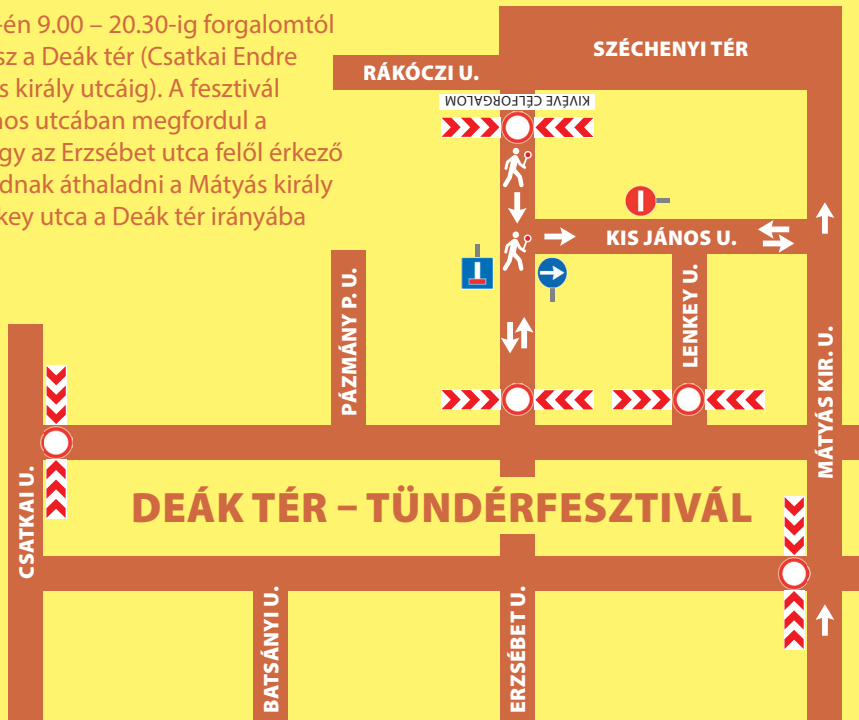 -én 9.00 – 20.30-ig forgalomtól
sz a Deák tér (Csatkai Endre
s király utcáig). A fesztivál
nos utcában megfordul a
gy az Erzsébet utca felől érkező
dnak áthaladni a Mátyás király
key utca a Deák tér irányába
SZÉCHENYI TÉR
RÁKÓCZI U.
KIVÉVE CÉLFORGALOM
KIS JÁNOS U.
PÁZMÁNY P. U.
LENKEY U.
MÁTYÁS KIR. U.
CSATKAI U.
DEÁK TÉR – TÜNDÉRFESZTIVÁL
BATSÁNYI U.
ERZSÉBET U.